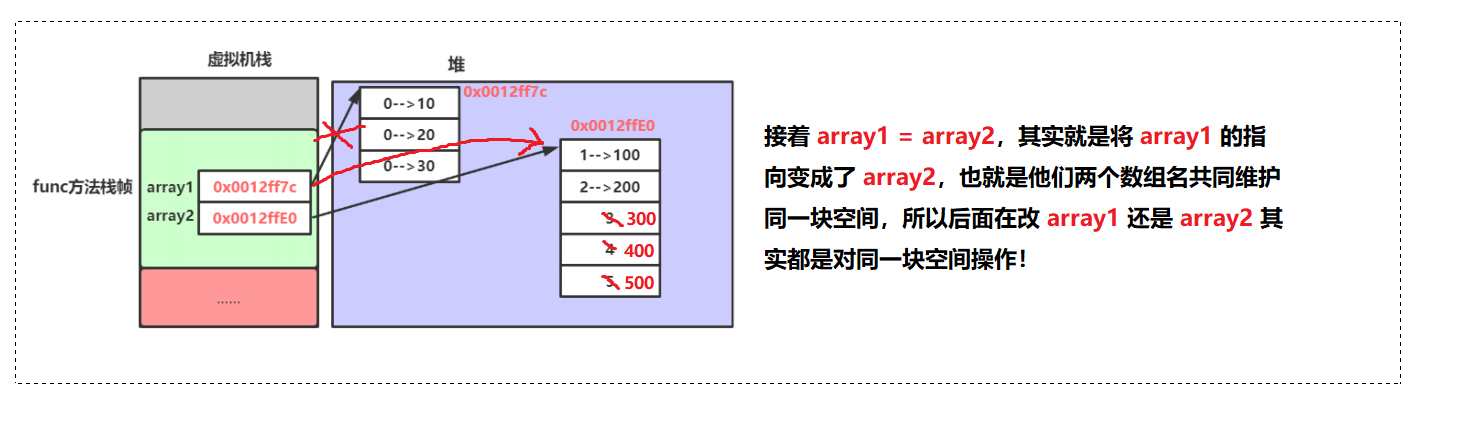 虚拟机栈
堆
0-->10
0x0012ff7c
0-->20
0-->30
0x0012ffE0
1-->100
2-->200
3 300
4 400
5 500
func方法栈帧
array1 0x0012ff7c
array2 0x0012ffE0
......
接着 array1 = array2，其实就是将 array1 的指
向变成了 array2，也就是他们两个数组名共同维护
同一块空间，所以后面在改 array1 还是 array2 其
实都是对同一块空间操作！